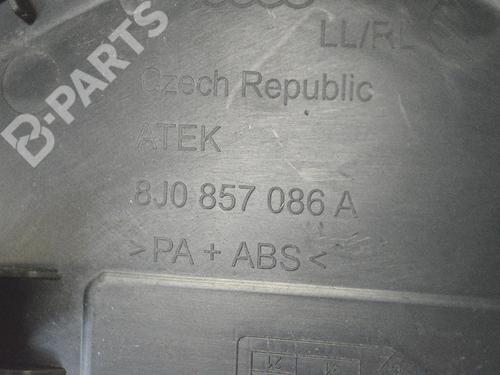 LL/RL
Czech Republic
ATEK
8J0 857 086 A
>PA + ABS<
B-PARTS